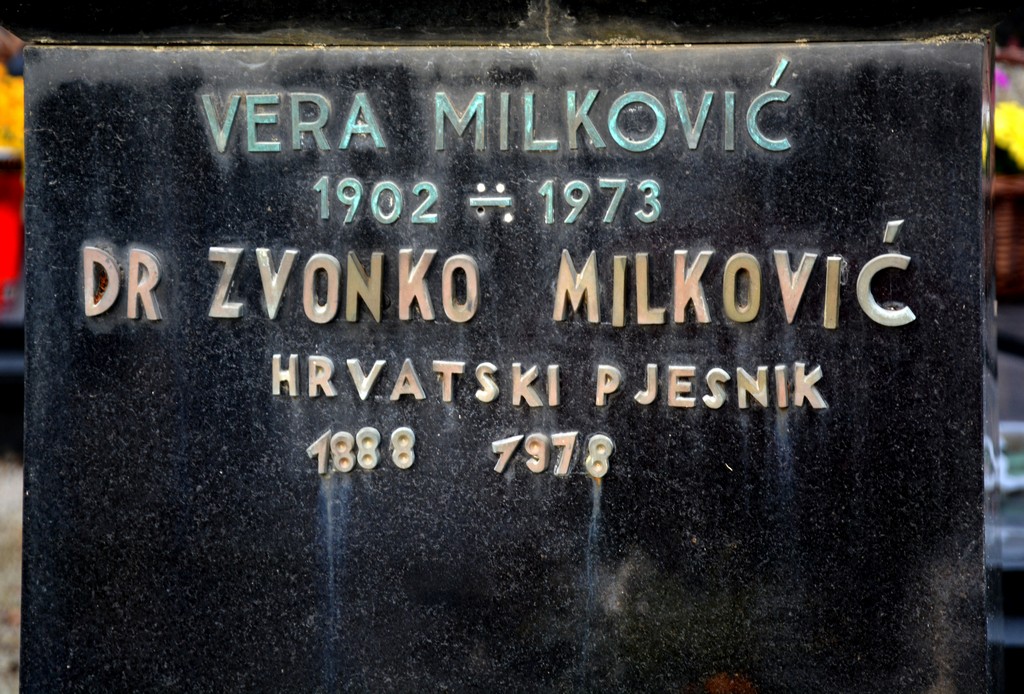 VERA MILKOVIĆ
1902 ÷ 1973
DR ZVONKO MILKOVIĆ
HRVATSKI PJESNIK
1888 1978